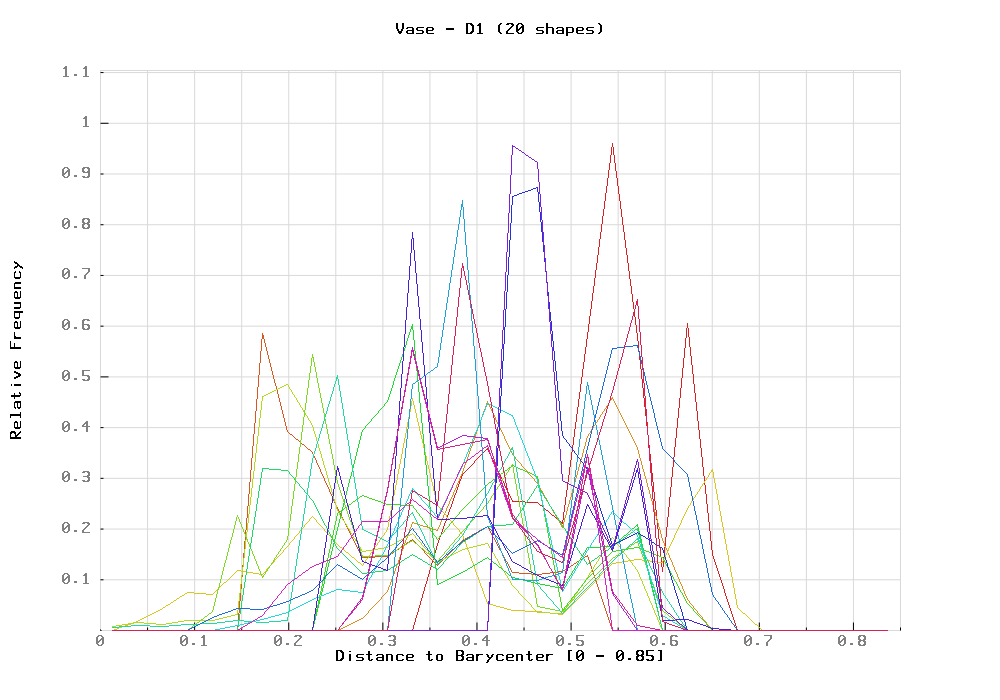 Vase - D1 (20 shapes)
1.1
1
0.9
0.8
0.7
0.6
0.5
0.4
0.3
0.2
0.1
Relative Frequency
0 0.1 0.2 0.3 0.4 0.5 0.6 0.7 0.8
Distance to Barycenter [0 - 0.85]